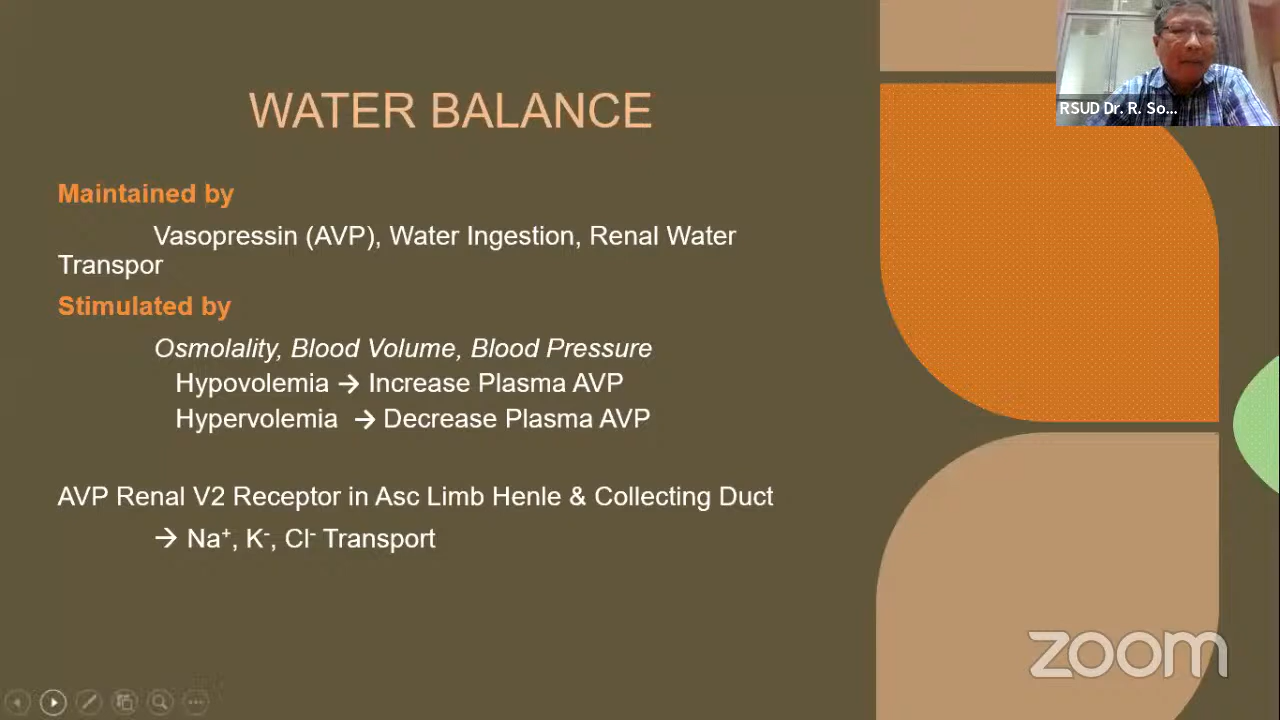 WATER BALANCE
RSUD Dr. R. So...
Maintained by
Vasopressin (AVP), Water Ingestion, Renal Water
Transpor
Stimulated by
Osmolality, Blood Volume, Blood Pressure
Hypovolemia → Increase Plasma AVP
Hypervolemia → Decrease Plasma AVP
AVP Renal V2 Receptor in Asc Limb Henle & Collecting Duct
→ Na⁺, K⁻, Cl⁻ Transport
zoom